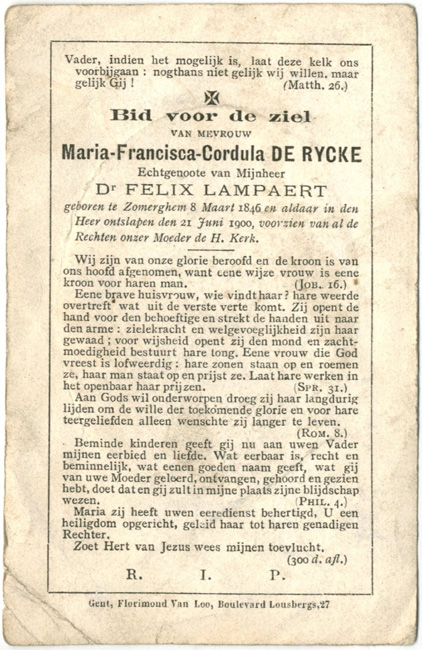 Vader, indien het mogelijk is, laat deze kelk ons
voorbijgaan : nogthans niet gelijk wij willen, maar
gelijk Gij ! (Matth. 26.)
Bid voor de ziel
VAN MEVROUW
Maria-Francisca-Cordula DE RYCKE
Echtgenoote van Mijnheer
Dr FELIX LAMPAERT
geboren te Zomerghem 8 Maart 1846 en aldaar in den
Heer ontslapen den 21 Juni 1900, voorzien van al de
Rechten onzer Moeder de H. Kerk.
Wij zijn van onze glorie beroofd en de kroon is van
ons hoofd afgenomen, want eene wijze vrouw is eene
kroon voor haren man. (JOB. 16.)
Eene brave huisvrouw, wie vindt haar ? hare weerde
overtreft wat uit de verste verte komt. Zij opent de
hand voor den behoeftige en strekt de handen uit naar
den arme : zielekracht en welgevoeglijkheid zijn haar
gewaad ; voor wijsheid opent zij den mond en zacht-
moedigheid bestuurt hare tong. Eene vrouw die God
vreest is lofweerdig : hare zonen staan op en roemen
ze, haar man staat op en prijst ze. Laat hare werken in
het openbaar haar prijzen. (SPR. 31.)
Aan Gods wil onderworpen droeg zij haar langdurig
lijden om de wille der toekomende glorie en voor hare
teergeliefden alleen wenschte zij langer te leven.
(ROM. 8.)
Beminde kinderen geeft gij nu aan uwen Vader
mijnen eerbied en liefde. Wat eerbaar is, recht en
beminnelijk, wat eenen goeden naam geeft, wat gij
van uwe Moeder geleerd, ontvangen, gehoord en gezien
hebt, doet dat en gij zult in mijne plaats zijne blijdschap
wezen. (PHIL. 4.)
Maria zij heeft uwen eeredienst behertigd, U een
heiligdom opgericht, geleid haar tot haren genadigen
Rechter.
Zoet Hert van Jezus wees mijnen toevlucht.
(300 d. afl.)
R. I. P.
Gent, Florimond Van Loo, Boulevard Lousbergs, 27